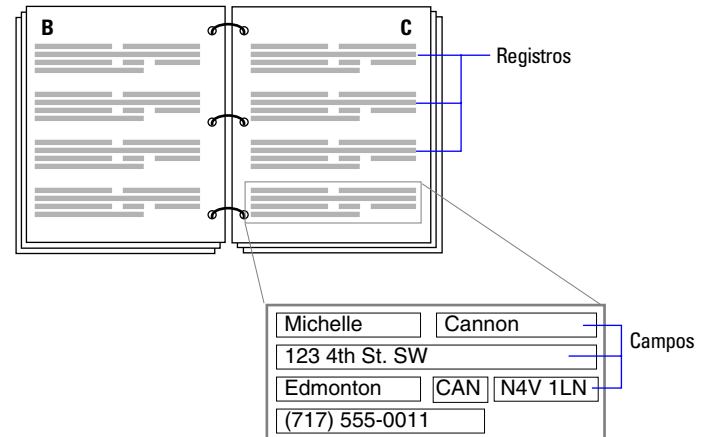 B
C
Registros
Michelle Cannon
123 4th St. SW
Campos
Edmonton CAN N4V 1LN
(717) 555-0011